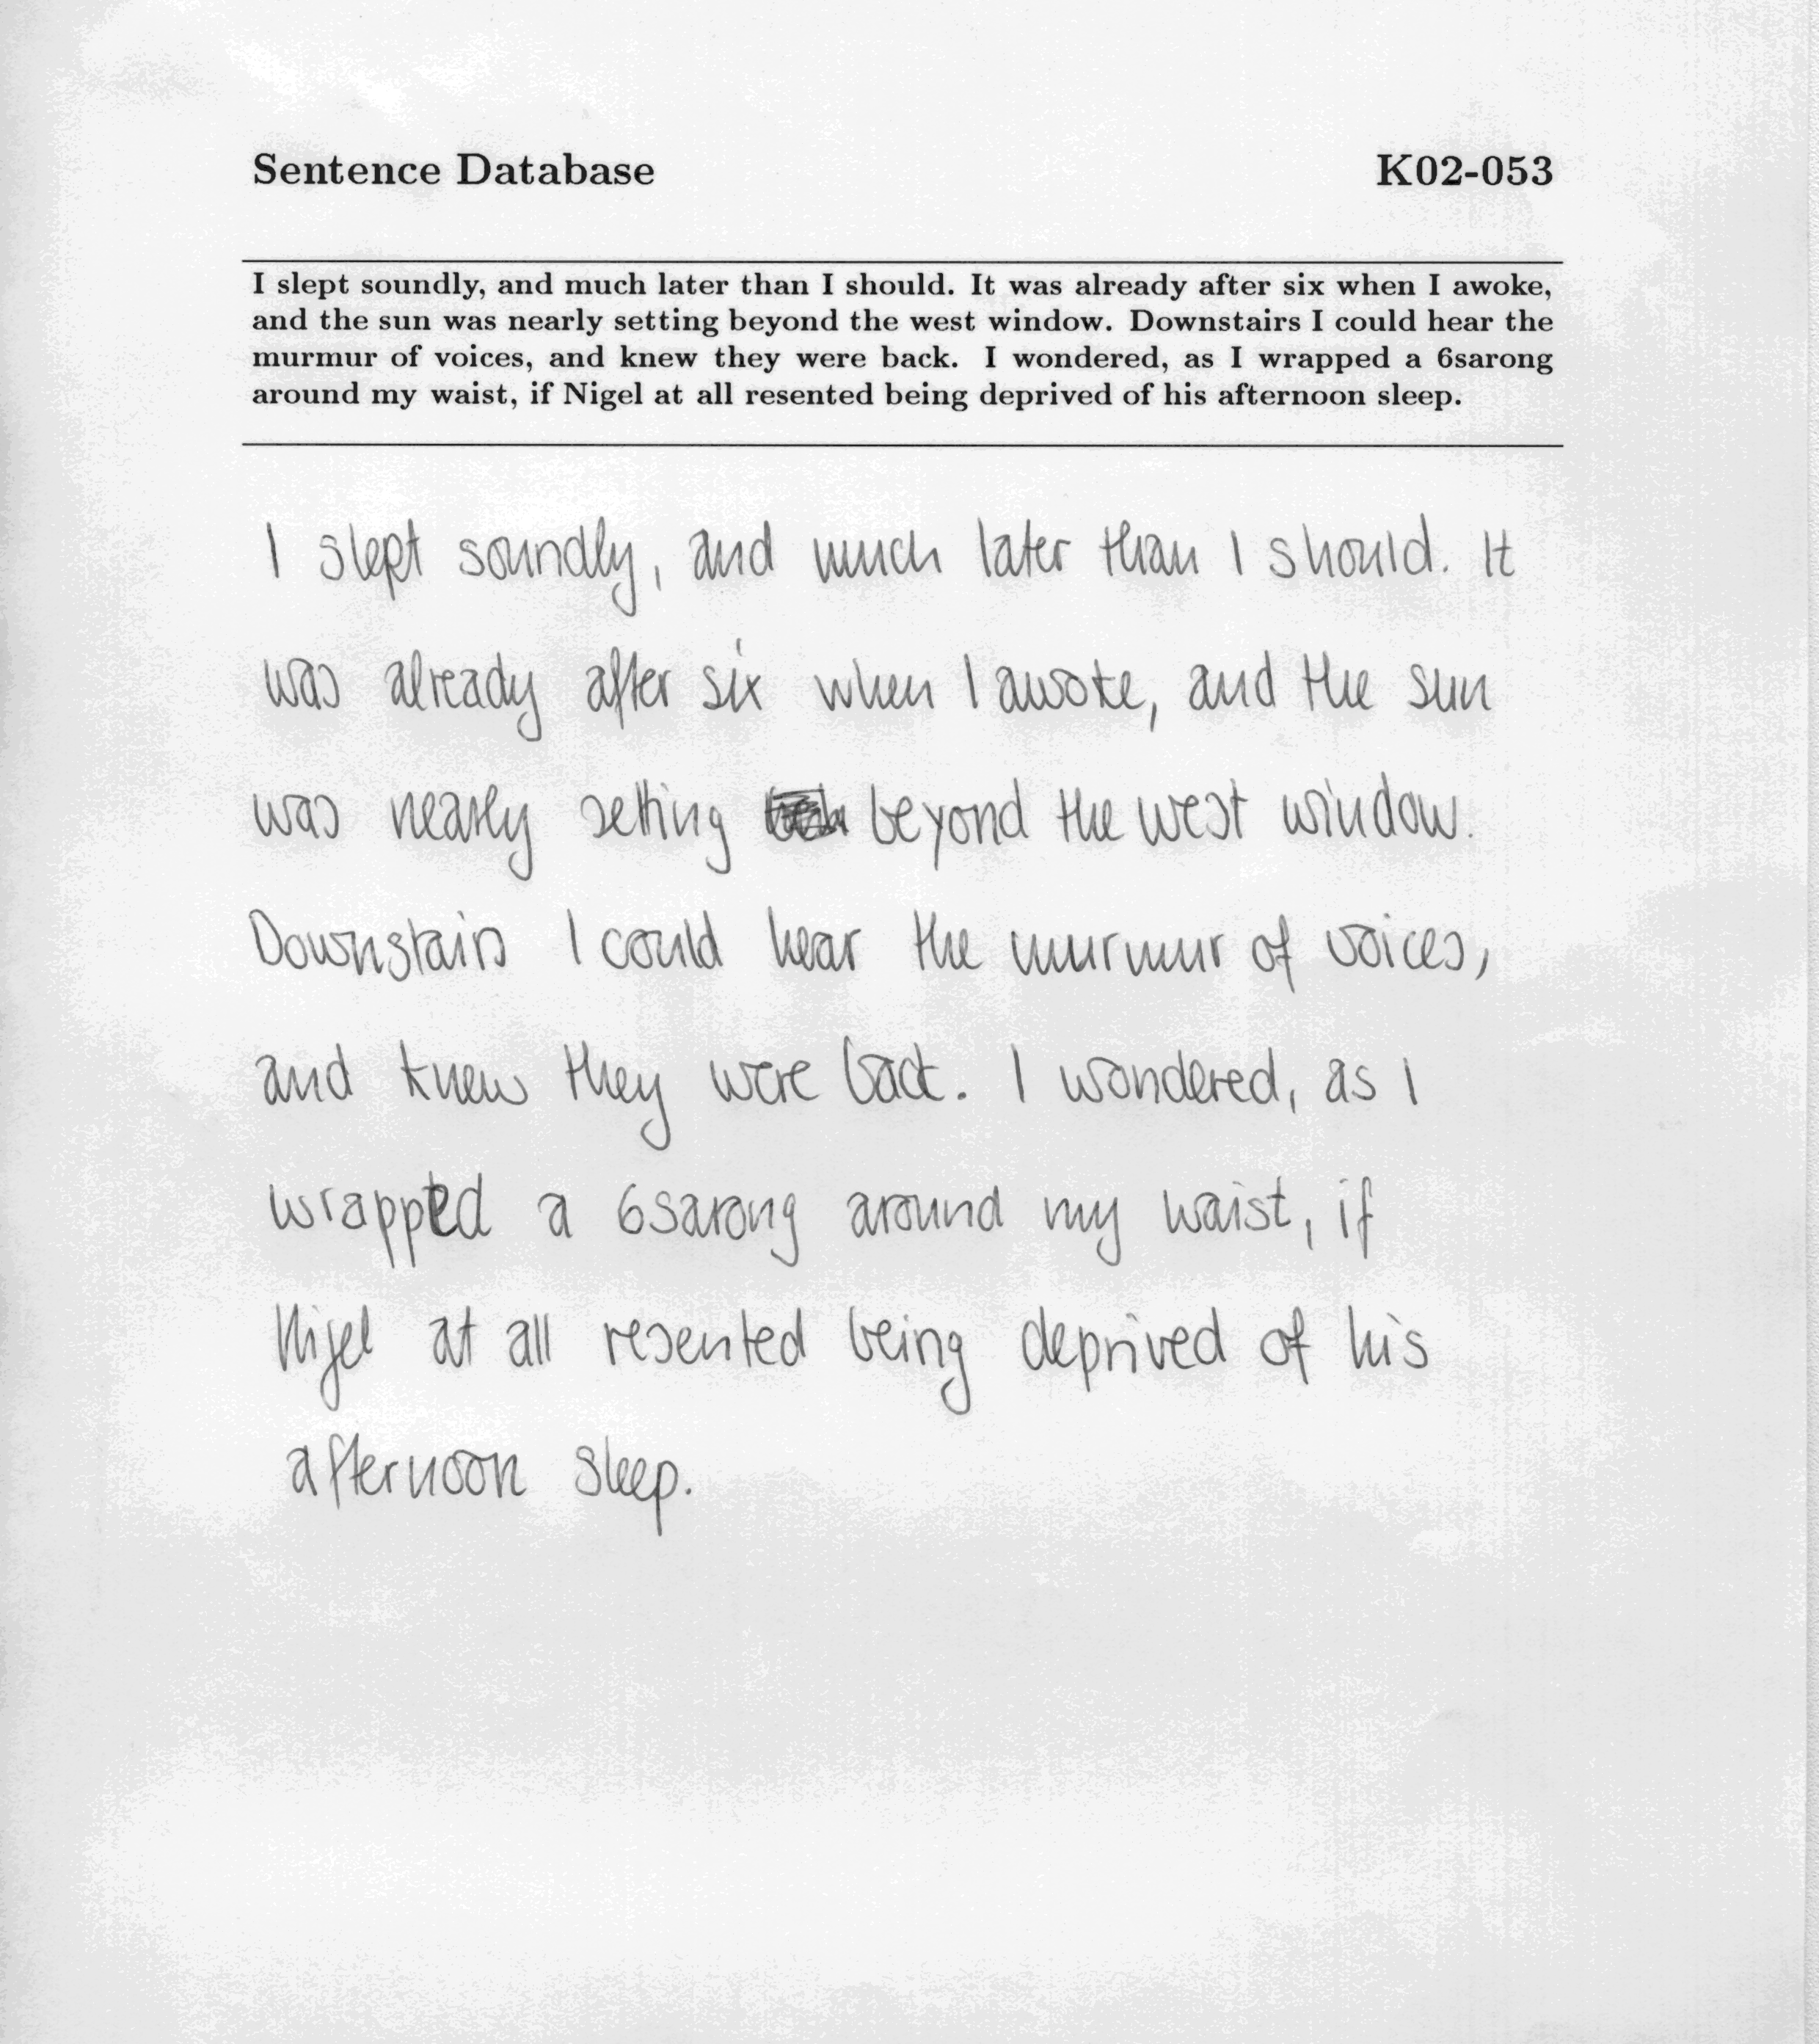 Sentence Database K02-053
I slept soundly, and much later than I should. It was already after six when I awoke,
and the sun was nearly setting beyond the west window. Downstairs I could hear the
murmur of voices, and knew they were back. I wondered, as I wrapped a 6sarong
around my waist, if Nigel at all resented being deprived of his afternoon sleep.
I slept soundly, and much later than I should. It
was already after six when I awoke, and the sun
was nearly setting beyond the west window.
Downstairs I could hear the murmur of voices,
and knew they were back. I wondered, as I
wrapped a 6sarong around my waist, if
Nigel at all resented being deprived of his
afternoon sleep.